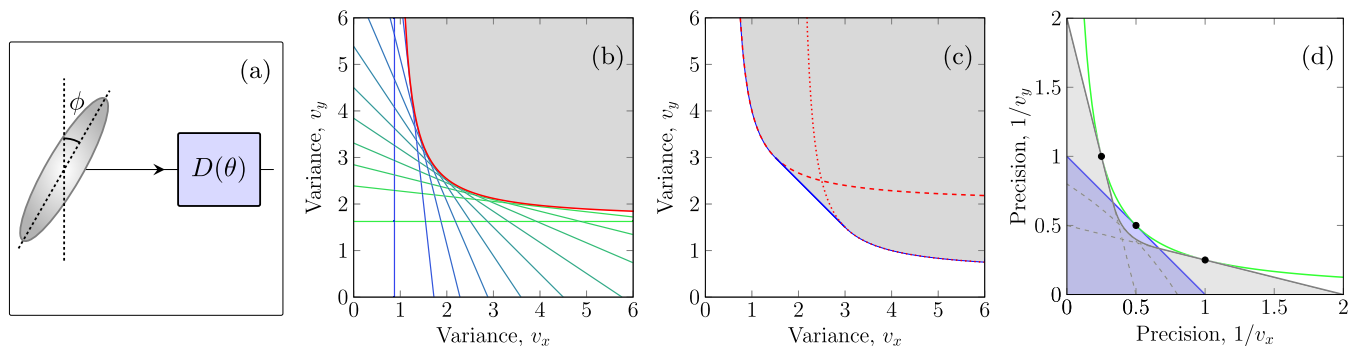 (a)
ϕ
D(θ)
(b)
Variance, v_y
6
5
4
3
2
1
0
0 1 2 3 4 5 6
Variance, v_x
(c)
Variance, v_y
6
5
4
3
2
1
0
0 1 2 3 4 5 6
Variance, v_x
(d)
Precision, 1/v_y
2
1.5
1
0.5
0
0 0.5 1 1.5 2
Precision, 1/v_x